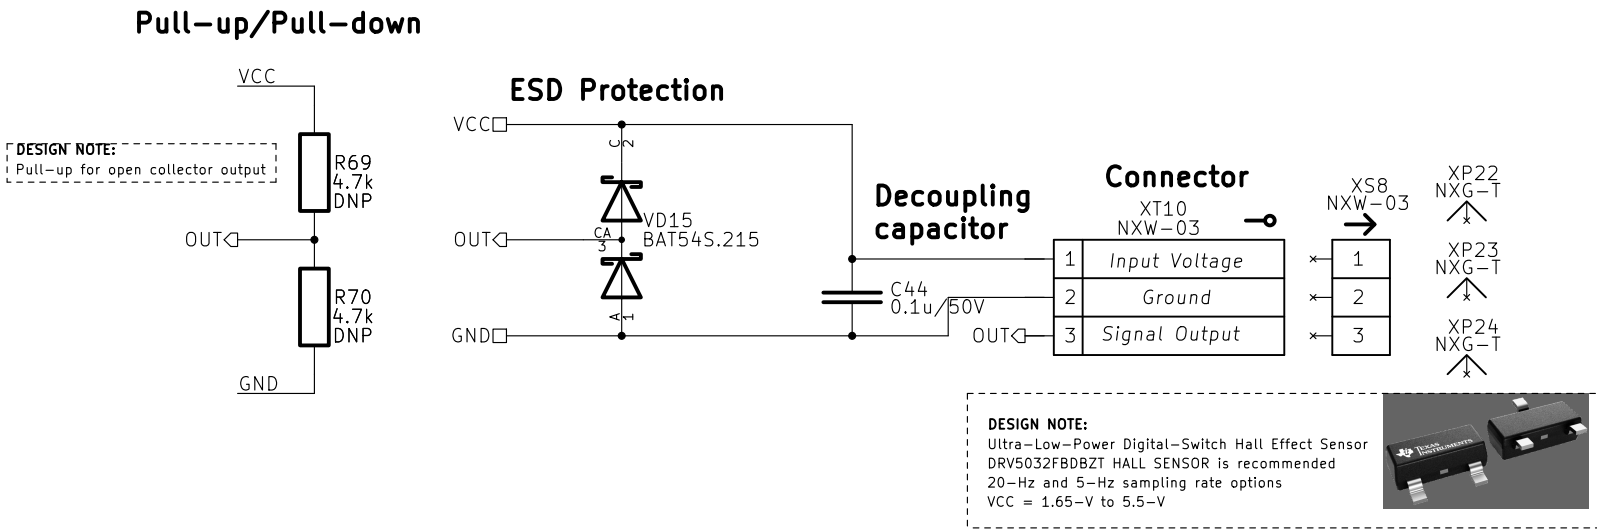 Pull-up/Pull-down
VCC
DESIGN NOTE:
Pull-up for open collector output
R69
4.7k
DNP
OUT
R70
4.7k
DNP
GND
ESD Protection
VCC
C
2
VD15
BAT54S.215
OUT
CA
3
A
1
GND
Decoupling
capacitor
C44
0.1u/50V
Connector
XT10
NXW-03
1 Input Voltage
2 Ground
OUT 3 Signal Output
XS8
NXW-03
1
2
3
XP22
NXG-T
XP23
NXG-T
XP24
NXG-T
DESIGN NOTE:
Ultra-Low-Power Digital-Switch Hall Effect Sensor
DRV5032FBDBZT HALL SENSOR is recommended
20-Hz and 5-Hz sampling rate options
VCC = 1.65-V to 5.5-V
TEXAS
INSTRUMENTS